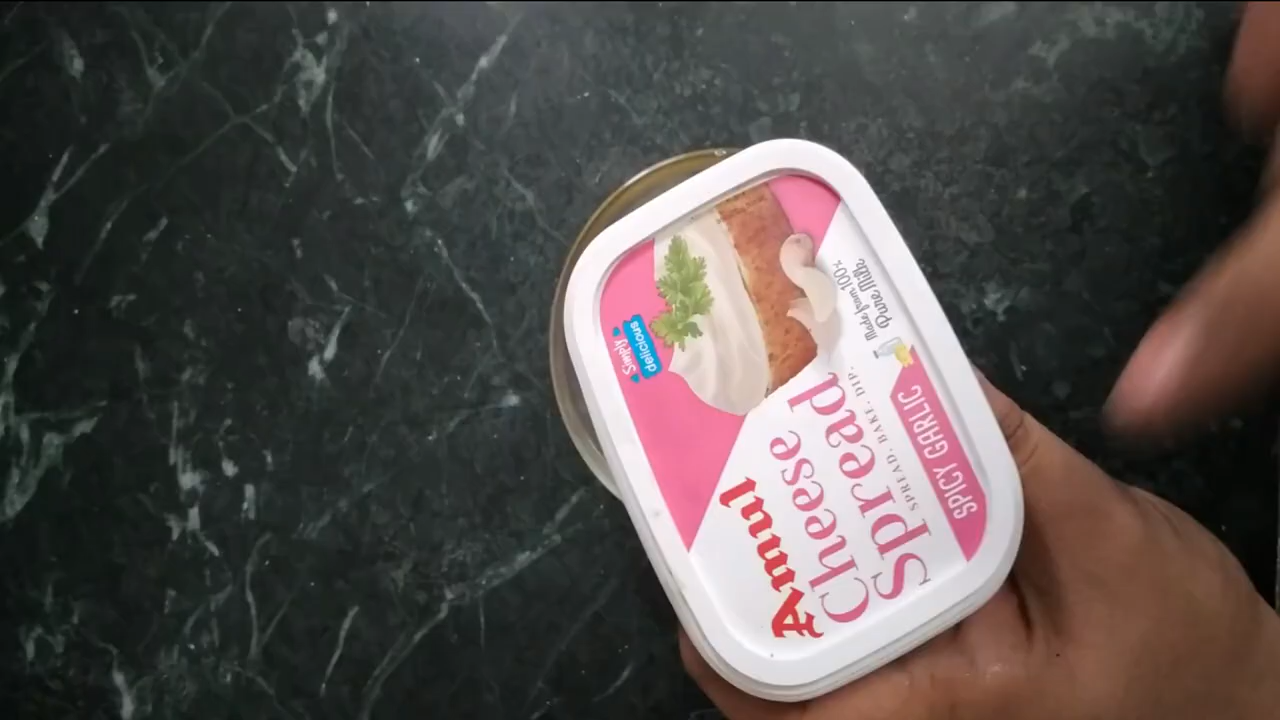 Amul
Cheese
Spread
SPREAD. BAKE. DIP.
SPICY GARLIC
Made from 100%
Pure Milk
Simply
delicious